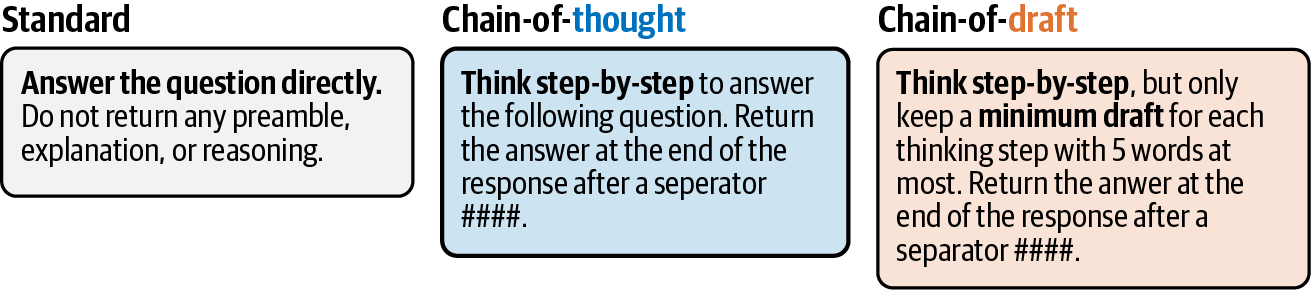 Standard
Answer the question directly.
Do not return any preamble,
explanation, or reasoning.
Chain-of-thought
Think step-by-step to answer
the following question. Return
the answer at the end of the
response after a seperator
####.
Chain-of-draft
Think step-by-step, but only
keep a minimum draft for each
thinking step with 5 words at
most. Return the anwer at the
end of the response after a
separator ####.